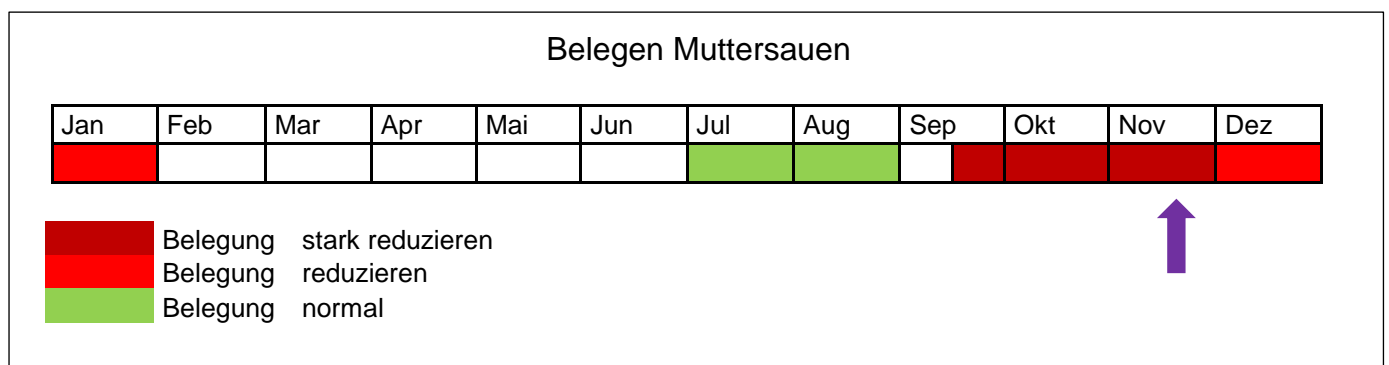 Belegen Muttersauen
Jan Feb Mar Apr Mai Jun Jul Aug Sep Okt Nov Dez
Belegung stark reduzieren
Belegung reduzieren
Belegung normal